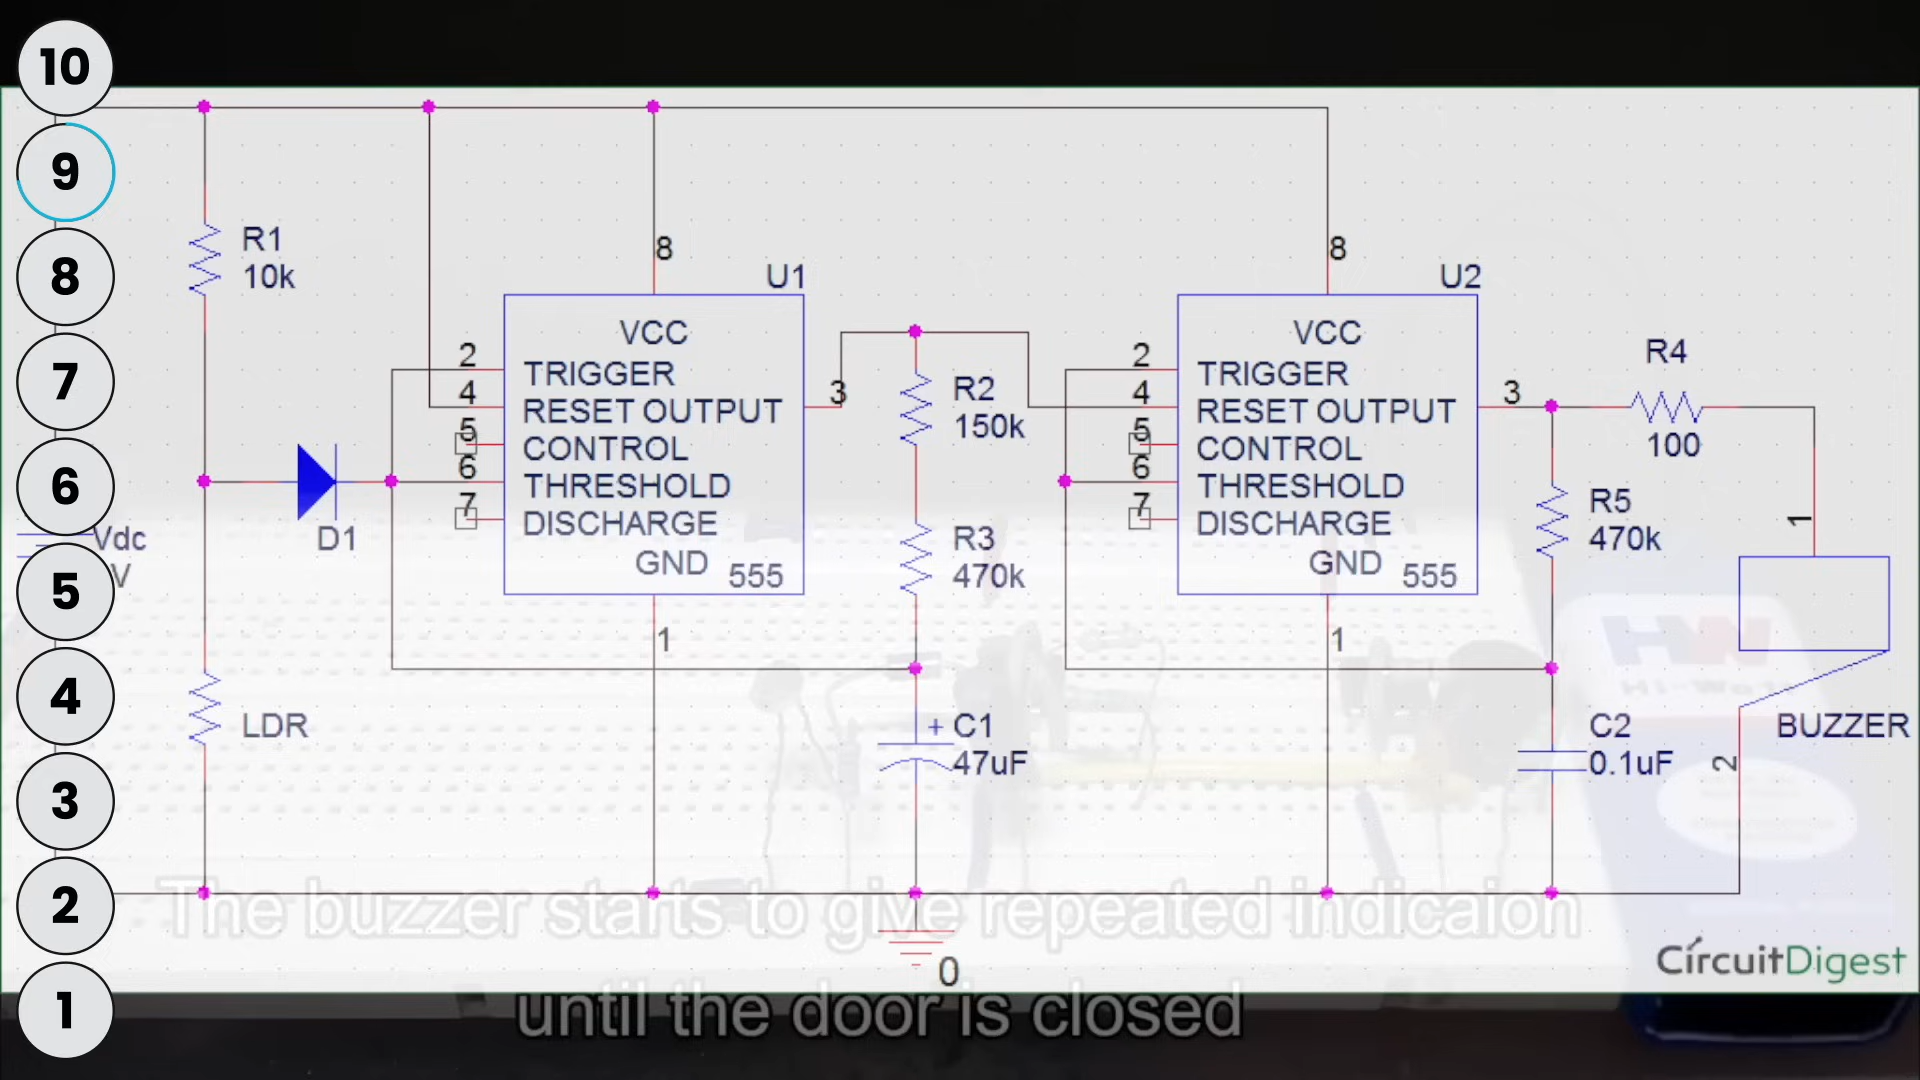 10
9
8
7
6
5
4
3
2
1
R1
10k
D1
Vdc
V
LDR
8
U1
VCC
2 TRIGGER
4 RESET OUTPUT 3
5 CONTROL
6 THRESHOLD
7 DISCHARGE
GND 555
1
R2
150k
R3
470k
+ C1
47uF
0
8
U2
VCC
2 TRIGGER
4 RESET OUTPUT 3
5 CONTROL
6 THRESHOLD
7 DISCHARGE
GND 555
1
R4
100
R5
470k
C2
0.1uF
1
BUZZER
2
The buzzer starts to give repeated indicaion
until the door is closed
CircuitDigest